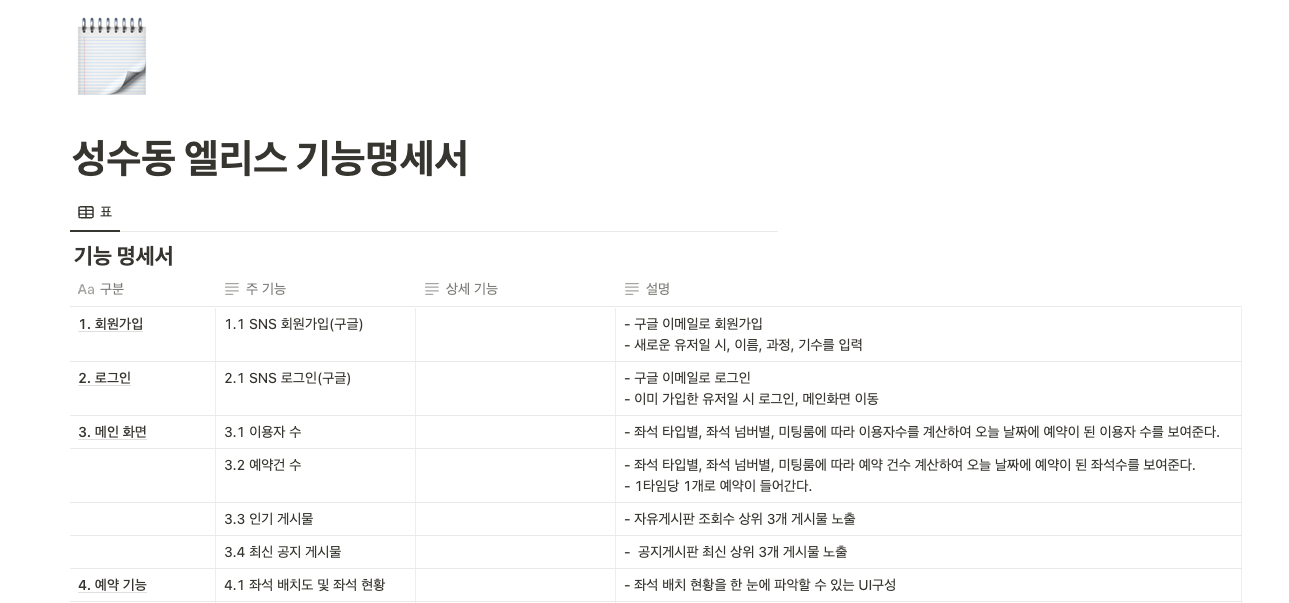 성수동 엘리스 기능명세서
표
기능 명세서
Aa 구분 주 기능 상세 기능 설명
1. 회원가입 1.1 SNS 회원가입(구글) - 구글 이메일로 회원가입
- 새로운 유저일 시, 이름, 과정, 기수를 입력
2. 로그인 2.1 SNS 로그인(구글) - 구글 이메일로 로그인
- 이미 가입한 유저일 시 로그인, 메인화면 이동
3. 메인 화면 3.1 이용자 수 - 좌석 타입별, 좌석 넘버별, 미팅룸에 따라 이용자수를 계산하여 오늘 날짜에 예약이 된 이용자 수를 보여준다.
3.2 예약건 수 - 좌석 타입별, 좌석 넘버별, 미팅룸에 따라 예약 건수 계산하여 오늘 날짜에 예약이 된 좌석수를 보여준다.
- 1타임당 1개로 예약이 들어간다.
3.3 인기 게시물 - 자유게시판 조회수 상위 3개 게시물 노출
3.4 최신 공지 게시물 - 공지게시판 최신 상위 3개 게시물 노출
4. 예약 기능 4.1 좌석 배치도 및 좌석 현황 - 좌석 배치 현황을 한 눈에 파악할 수 있는 UI구성